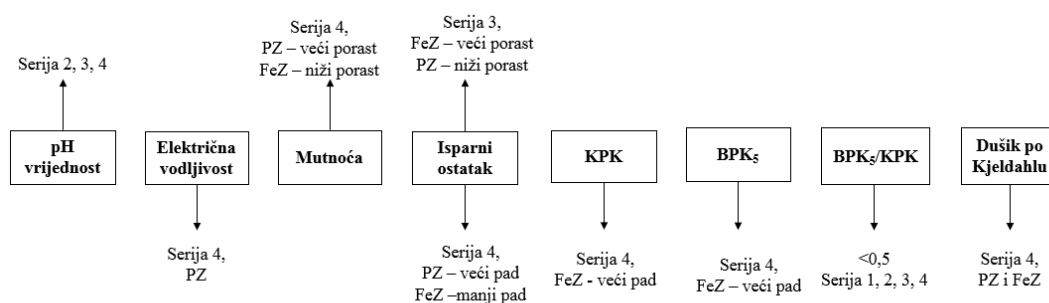 Serija 2, 3, 4
Serija 4,
PZ – veći porast
FeZ – niži porast
Serija 3,
FeZ – veći porast
PZ – niži porast
pH
vrijednost
Električna
vodljivost
Mutnoća
Isparni
ostatak
KPK
BPK₅
BPK₅/KPK
Dušik po
Kjeldahlu
Serija 4,
PZ
Serija 4,
PZ – veći pad
FeZ –manji pad
Serija 4,
FeZ - veći pad
Serija 4,
FeZ – veći pad
<0,5
Serija 1, 2, 3, 4
Serija 4,
PZ i FeZ